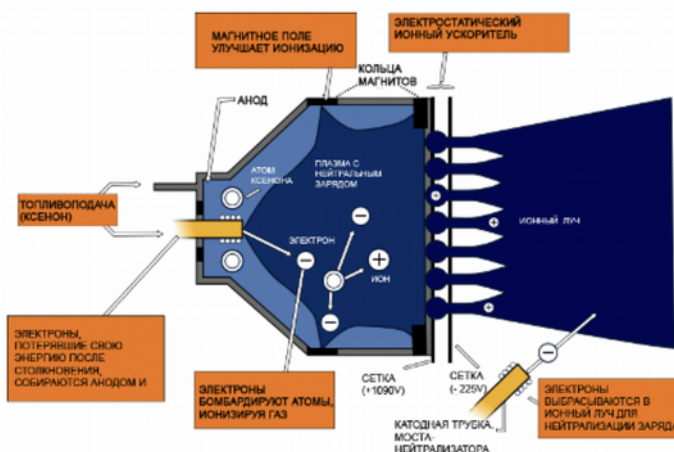 МАГНИТНОЕ ПОЛЕ
УЛУЧШАЕТ ИОНИЗАЦИЮ
ЭЛЕКТРОСТАТИЧЕСКИЙ
ИОННЫЙ УСКОРИТЕЛЬ
КОЛЬЦА
МАГНИТОВ
АНОД
АТОМ
КСЕНОНА
ПЛАЗМА С
НЕЙТРАЛЬНЫМ
ЗАРЯДОМ
ТОПЛИВОПОДАЧА
(КСЕНОН)
ЭЛЕКТРОН
ИОН
ИОННЫЙ ЛУЧ
ЭЛЕКТРОНЫ,
ПОТЕРЯВШИЕ СВОЮ
ЭНЕРГИЮ ПОСЛЕ
СТОЛКНОВЕНИЯ,
СОБИРАЮТСЯ АНОДОМ И
ЭЛЕКТРОНЫ
БОМБАРДИРУЮТ АТОМЫ,
ИОНИЗИРУЯ ГАЗ
СЕТКА
(+1090V)
СЕТКА
(- 225V)
КАТОДНАЯ ТРУБКА,
МОСТА-
НЕЙТРАЛИЗАТОРА
ЭЛЕКТРОНЫ
ВЫБРАСЫВАЮТСЯ В
ИОННЫЙ ЛУЧ ДЛЯ
НЕЙТРАЛИЗАЦИИ ЗАРЯДА